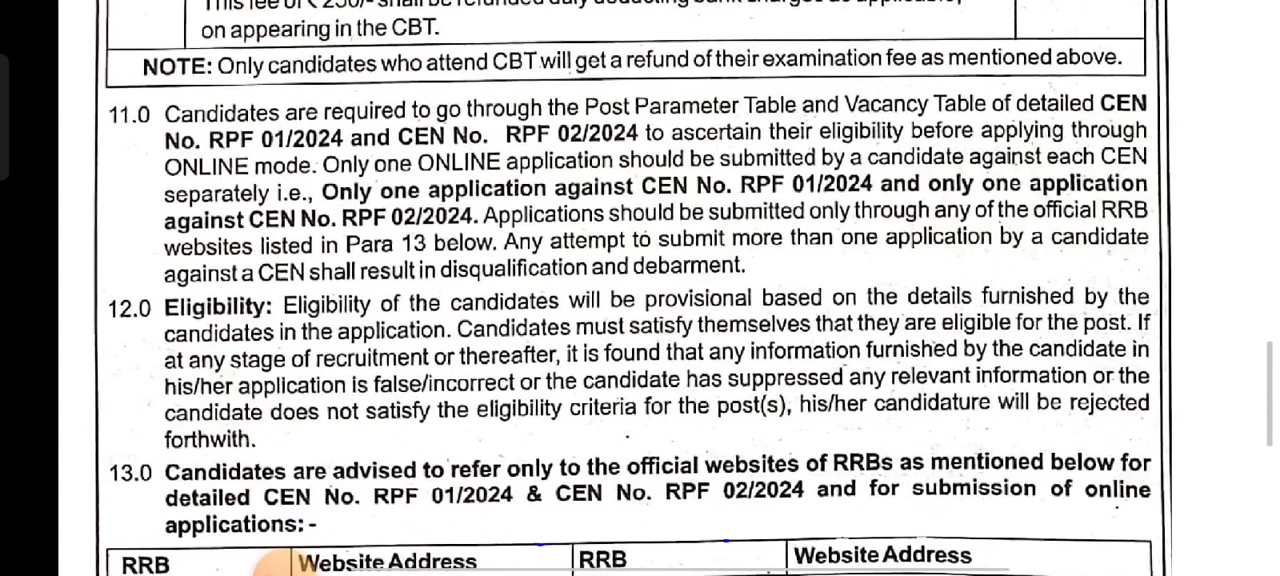 This fee of ₹ 250/- shall be refunded duly deducting bank charges as applicable,
on appearing in the CBT.
NOTE: Only candidates who attend CBT will get a refund of their examination fee as mentioned above.
11.0 Candidates are required to go through the Post Parameter Table and Vacancy Table of detailed CEN
No. RPF 01/2024 and CEN No. RPF 02/2024 to ascertain their eligibility before applying through
ONLINE mode. Only one ONLINE application should be submitted by a candidate against each CEN
separately i.e., Only one application against CEN No. RPF 01/2024 and only one application
against CEN No. RPF 02/2024. Applications should be submitted only through any of the official RRB
websites listed in Para 13 below. Any attempt to submit more than one application by a candidate
against a CEN shall result in disqualification and debarment.
12.0 Eligibility: Eligibility of the candidates will be provisional based on the details furnished by the
candidates in the application. Candidates must satisfy themselves that they are eligible for the post. If
at any stage of recruitment or thereafter, it is found that any information furnished by the candidate in
his/her application is false/incorrect or the candidate has suppressed any relevant information or the
candidate does not satisfy the eligibility criteria for the post(s), his/her candidature will be rejected
forthwith.
13.0 Candidates are advised to refer only to the official websites of RRBs as mentioned below for
detailed CEN No. RPF 01/2024 & CEN No. RPF 02/2024 and for submission of online
applications: -
RRB Website Address RRB Website Address